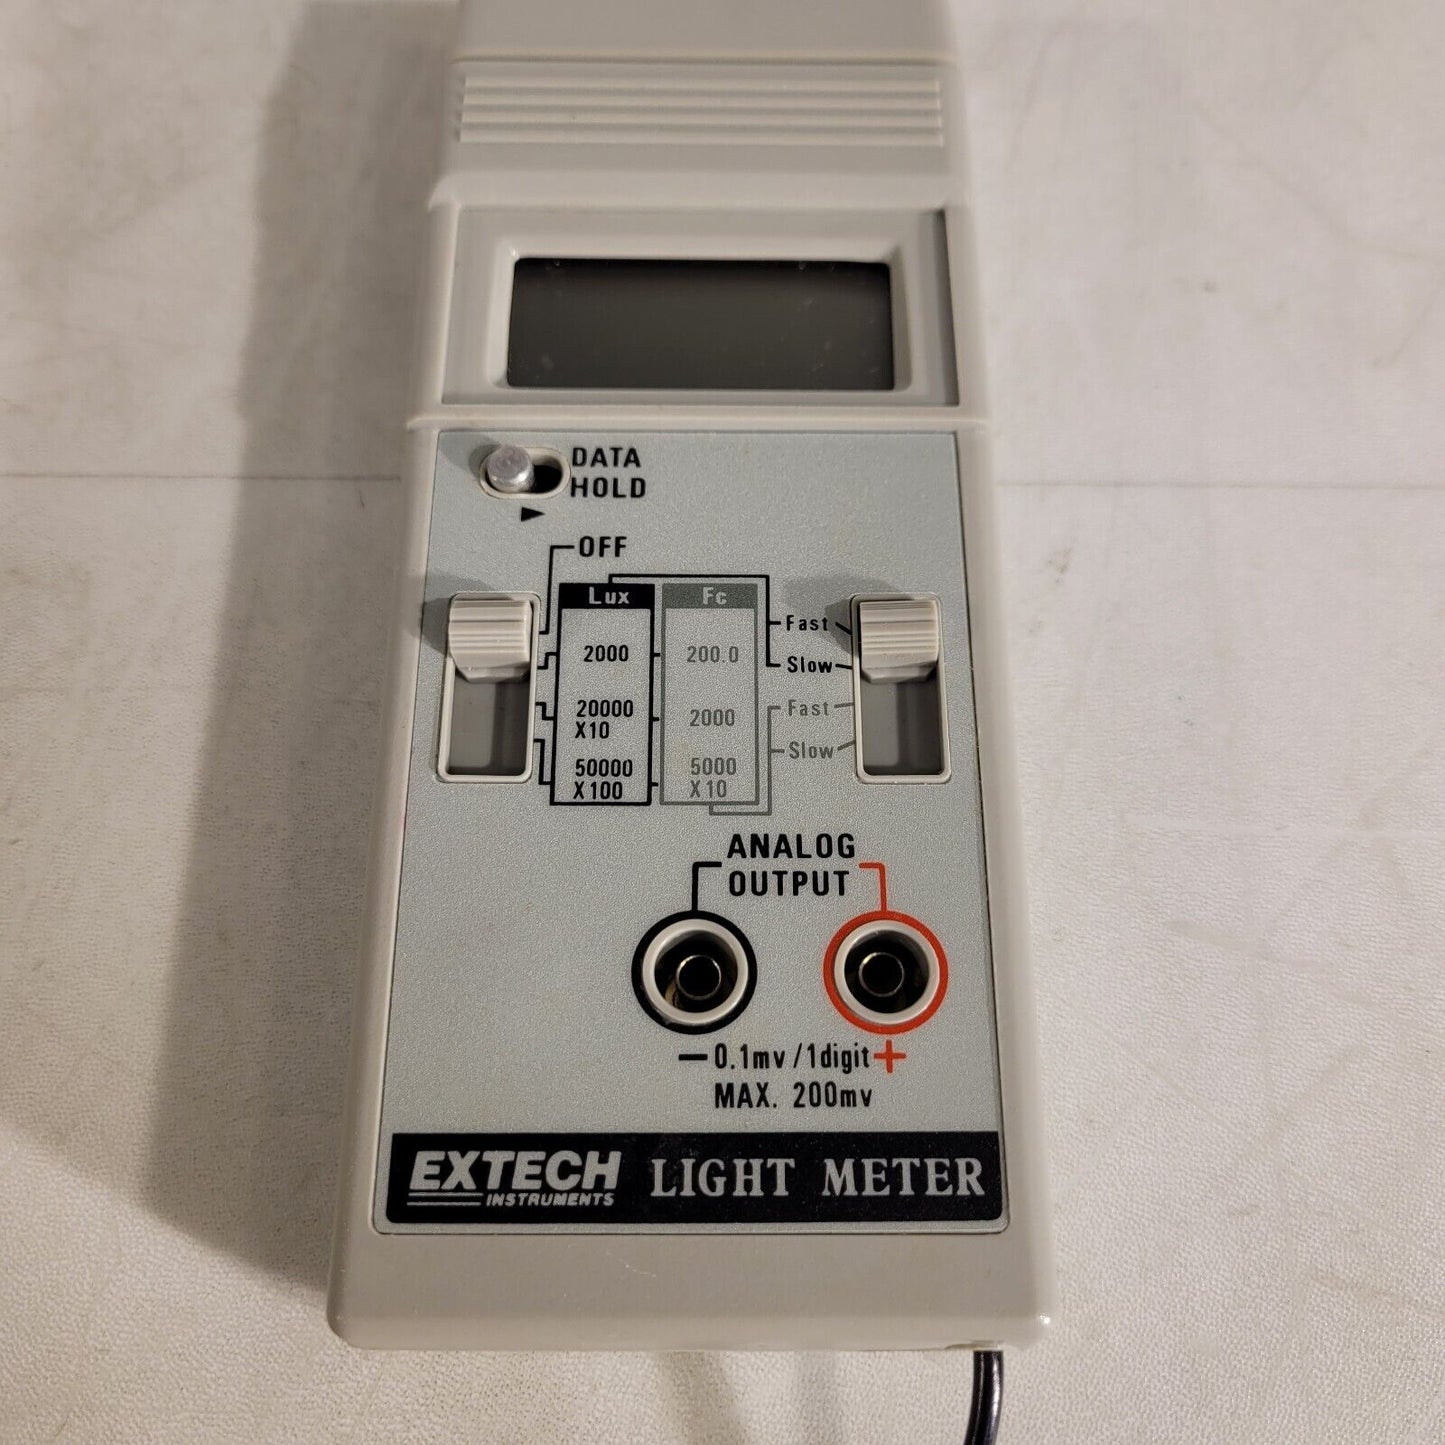 DATA
HOLD
OFF
Lux Fc
Fast
2000 200.0
Slow
20000 2000 Fast
X10
Slow
50000 5000
X100 X10
ANALOG
OUTPUT
— 0.1mv/1digit +
MAX. 200mv
EXTECH LIGHT METER
INSTRUMENTS